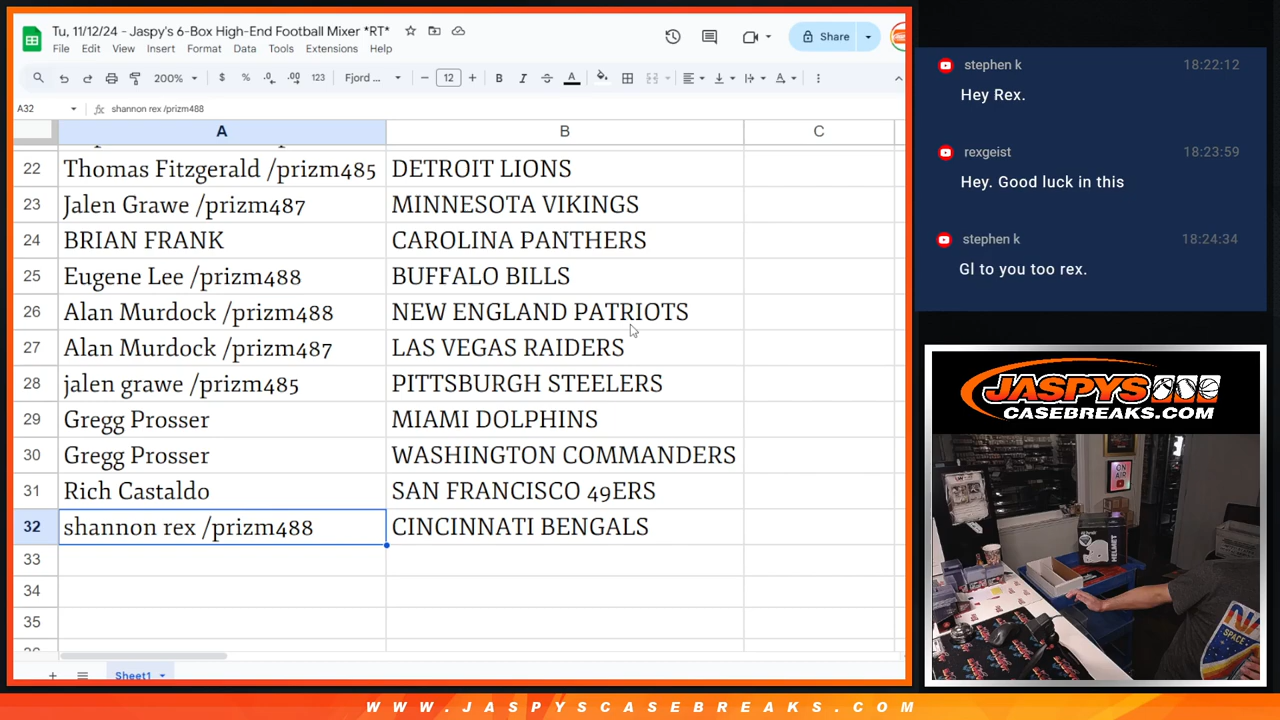 Tu, 11/12/24 - Jaspy's 6-Box High-End Football Mixer *RT*
File Edit View Insert Format Data Tools Extensions Help
Share
200% $ % .0 .00 123 Fjord ... 12 B I A
A32 fx shannon rex /prizm488
A B C
22 Thomas Fitzgerald /prizm485 DETROIT LIONS
23 Jalen Grawe /prizm487 MINNESOTA VIKINGS
24 BRIAN FRANK CAROLINA PANTHERS
25 Eugene Lee /prizm488 BUFFALO BILLS
26 Alan Murdock /prizm488 NEW ENGLAND PATRIOTS
27 Alan Murdock /prizm487 LAS VEGAS RAIDERS
28 jalen grawe /prizm485 PITTSBURGH STEELERS
29 Gregg Prosser MIAMI DOLPHINS
30 Gregg Prosser WASHINGTON COMMANDERS
31 Rich Castaldo SAN FRANCISCO 49ERS
32 shannon rex /prizm488 CINCINNATI BENGALS
33
34
35
Sheet1
stephen k 18:22:12
Hey Rex.
rexgeist 18:23:59
Hey. Good luck in this
stephen k 18:24:34
Gl to you too rex.
JASPYS
CASEBREAKS.COM
ON AIR
HELMET
SPACE
WWW.JASPYSCASEBREAKS.COM